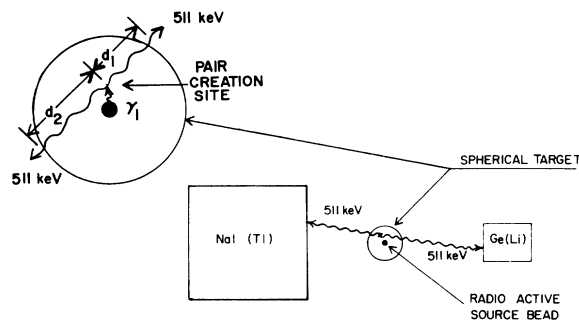 511 keV
d₁
PAIR
CREATION
SITE
d₂
γ₁
511 keV
SPHERICAL TARGET
511 keV
NaI (Tl)
Ge(Li)
511 keV
RADIO ACTIVE
SOURCE BEAD